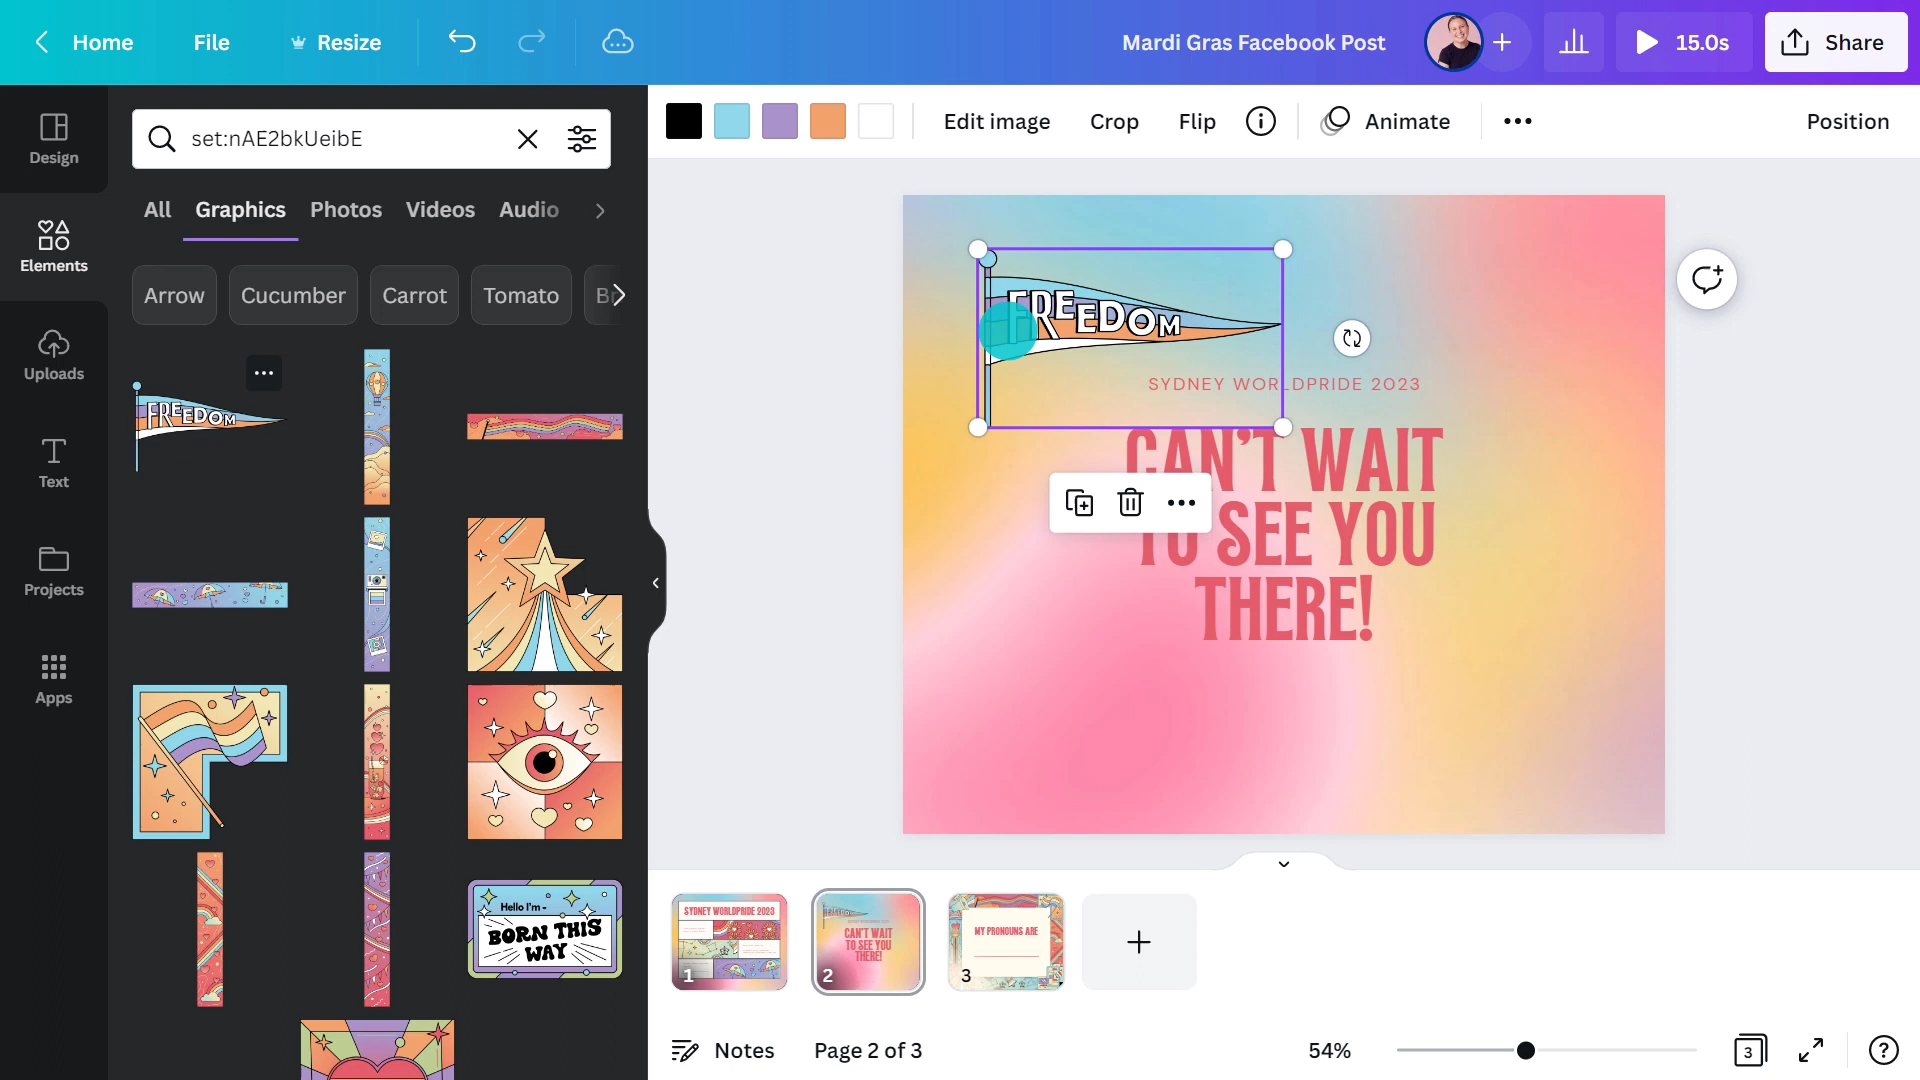 Home
File
Resize
Mardi Gras Facebook Post
15.0s
Share
Design
Elements
Uploads
Text
Projects
Apps
set:nAE2bkUeibE
All
Graphics
Photos
Videos
Audio
Arrow
Cucumber
Carrot
Tomato
FREEDOM
Hello I'm -
BORN THIS
WAY
Edit image
Crop
Flip
Animate
Position
FREEDOM
SYDNEY WORLDPRIDE 2023
CAN'T WAIT
TO SEE YOU
THERE!
SYDNEY WORLDPRIDE 2023
1
FREEDOM
CAN'T WAIT
TO SEE YOU
THERE!
2
MY PRONOUNS ARE
3
Notes
Page 2 of 3
54%
3